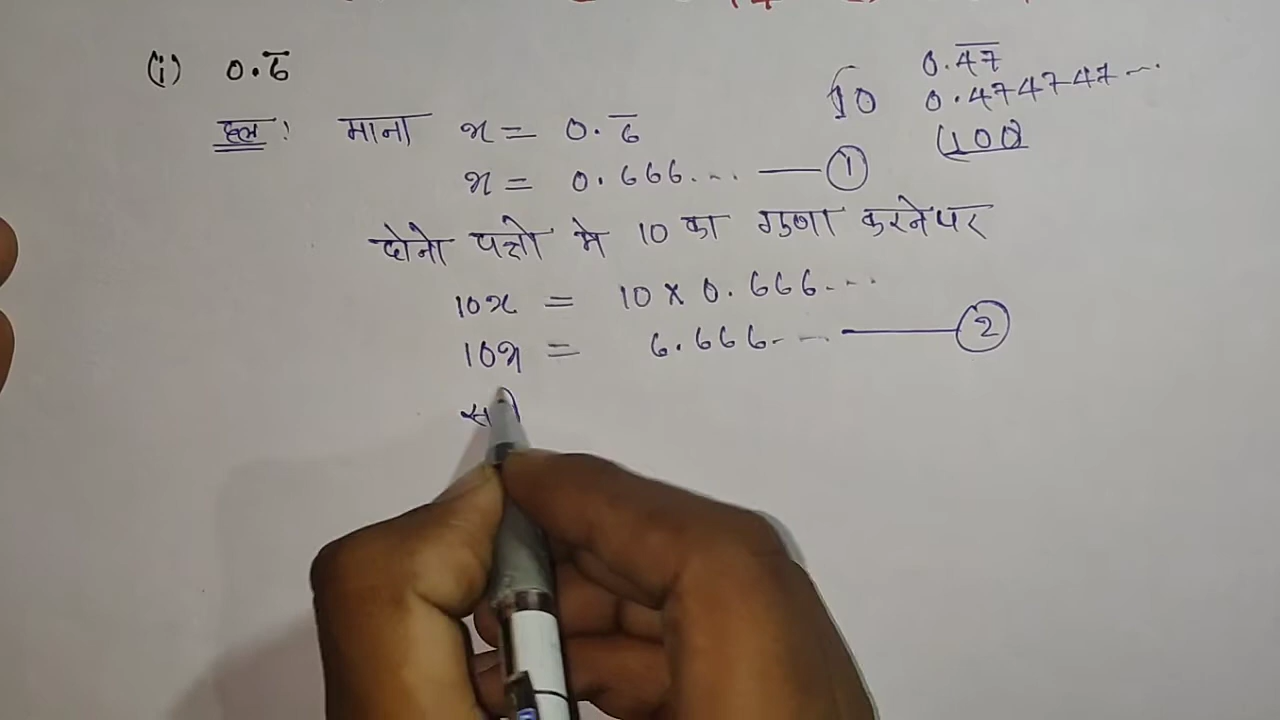 (i) 0.6̅
हल : माना x = 0.6̅
x = 0.666... —— ①
दोनो पक्षो मे 10 का गुणा करने पर
10x = 10 x 0.666...
10x = 6.666... —— ②
0.4̅7̅
10 0.474747...
(100)